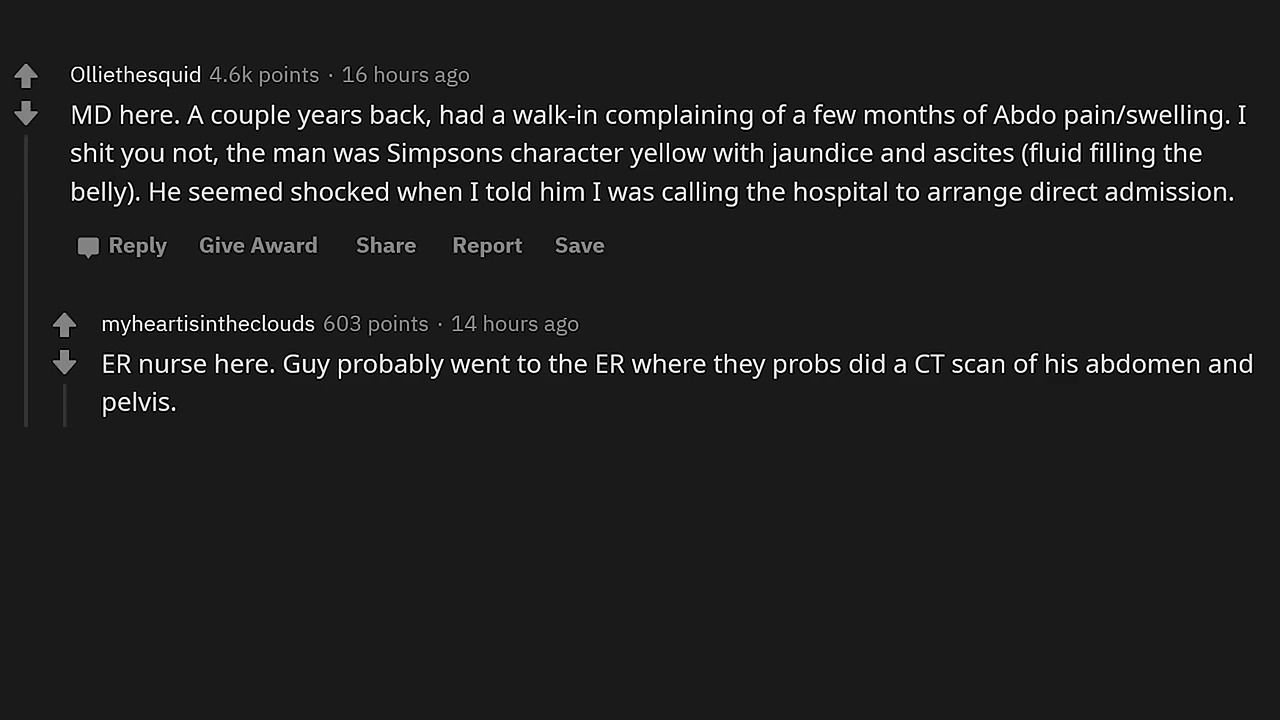 Olliethesquid 4.6k points · 16 hours ago
MD here. A couple years back, had a walk-in complaining of a few months of Abdo pain/swelling. I
shit you not, the man was Simpsons character yellow with jaundice and ascites (fluid filling the
belly). He seemed shocked when I told him I was calling the hospital to arrange direct admission.
Reply Give Award Share Report Save
myheartisintheclouds 603 points · 14 hours ago
ER nurse here. Guy probably went to the ER where they probs did a CT scan of his abdomen and
pelvis.